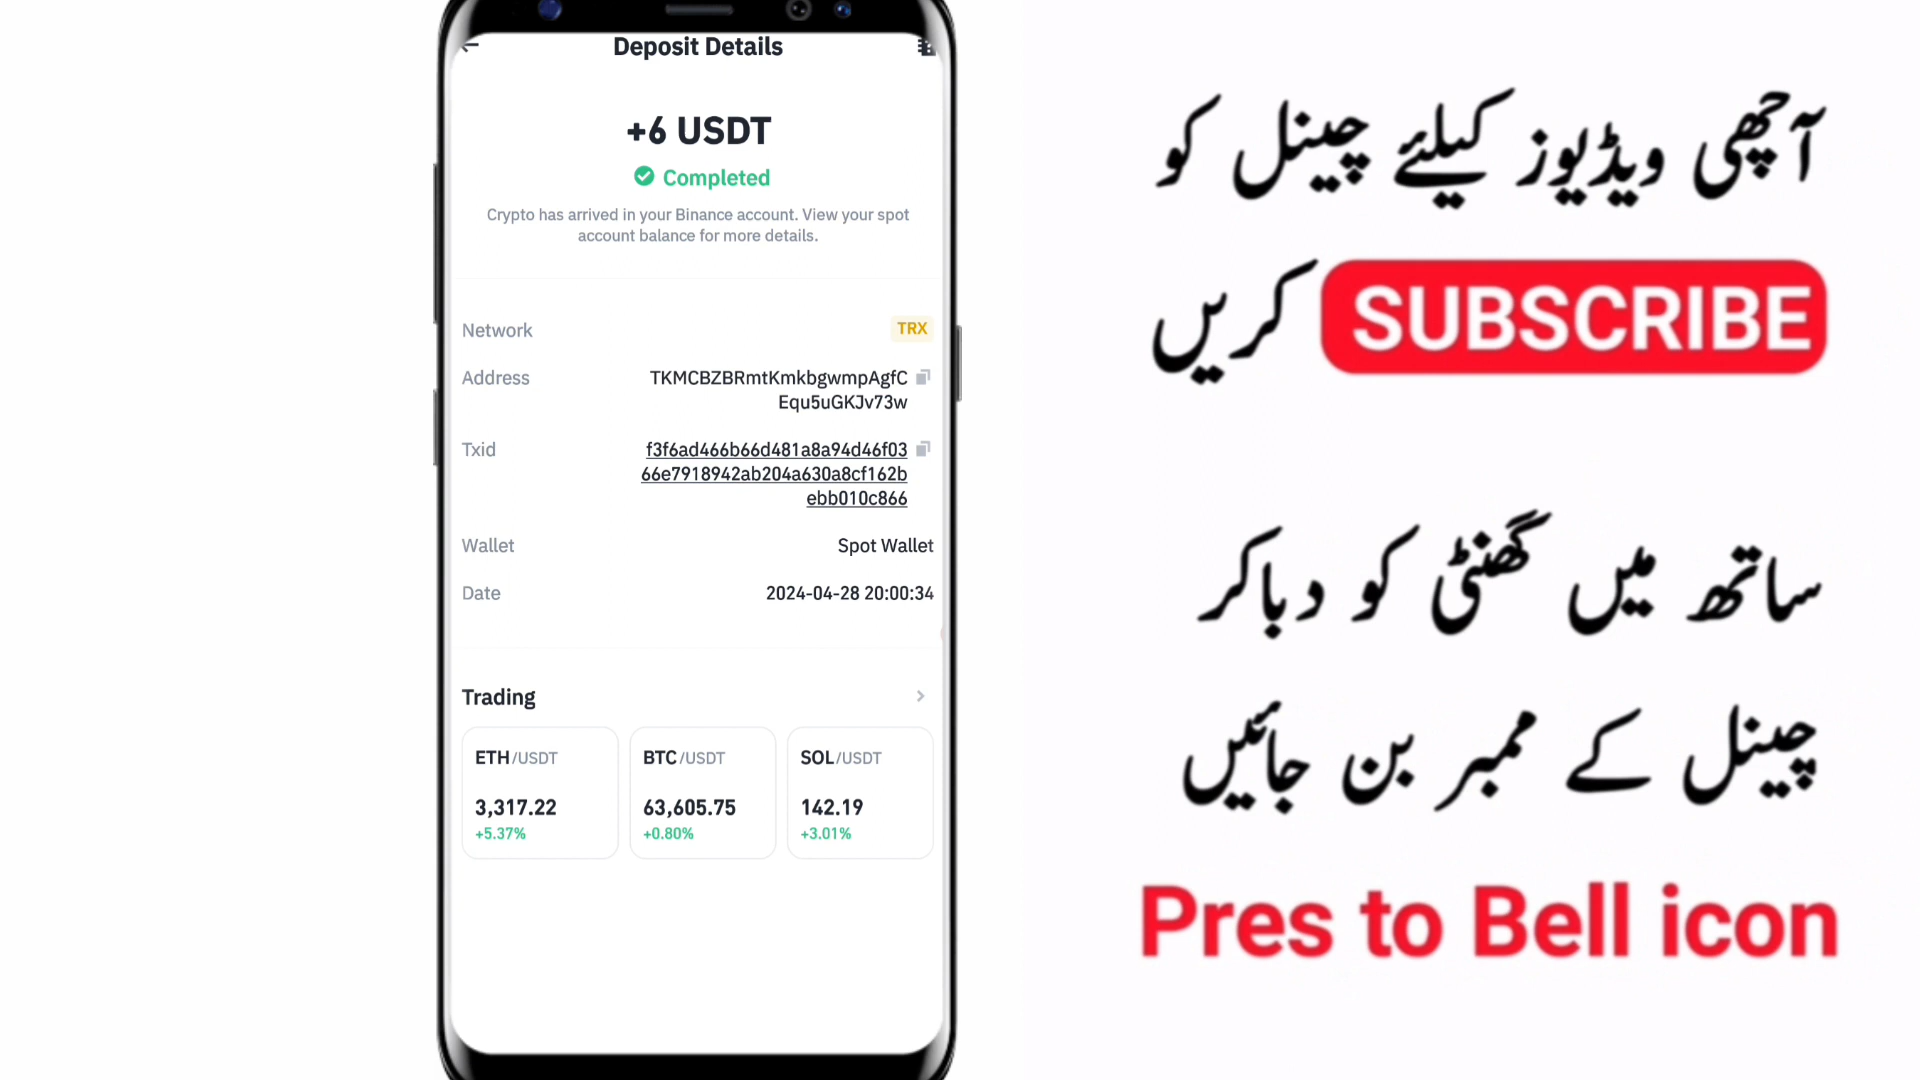 Deposit Details
+6 USDT
Completed
Crypto has arrived in your Binance account. View your spot
account balance for more details.
Network TRX
Address TKMCBZBRmtKmkbgwmpAgfC
Equ5uGKJv73w
Txid f3f6ad466b66d481a8a94d46f03
66e7918942ab204a630a8cf162b
ebb010c866
Wallet Spot Wallet
Date 2024-04-28 20:00:34
Trading
ETH/USDT BTC/USDT SOL/USDT
3,317.22 63,605.75 142.19
+5.37% +0.80% +3.01%
آچھی ویڈیوز کیلئے چینل کو
SUBSCRIBE کریں
ساتھ میں گھنٹی کو دباکر
چینل کے ممبر بن جائیں
Pres to Bell icon